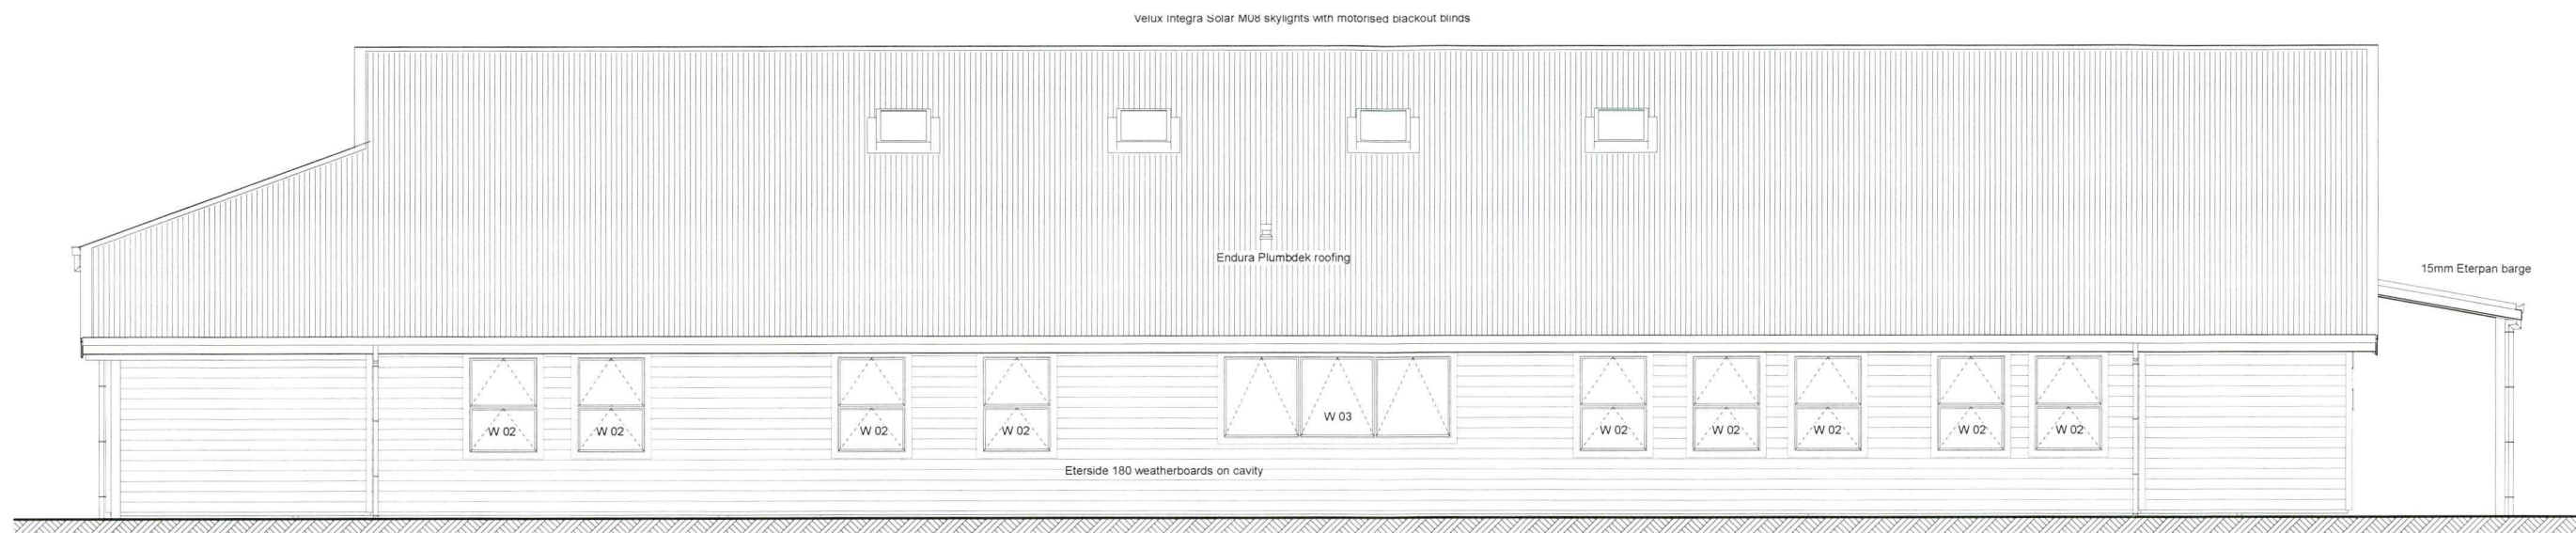 Velux Integra Solar M08 skylights with motorised blackout blinds
Endura Plumbdek roofing
15mm Eterpan barge
W 02
W 02
W 02
W 02
W 03
W 02
W 02
W 02
W 02
W 02
Eterside 180 weatherboards on cavity